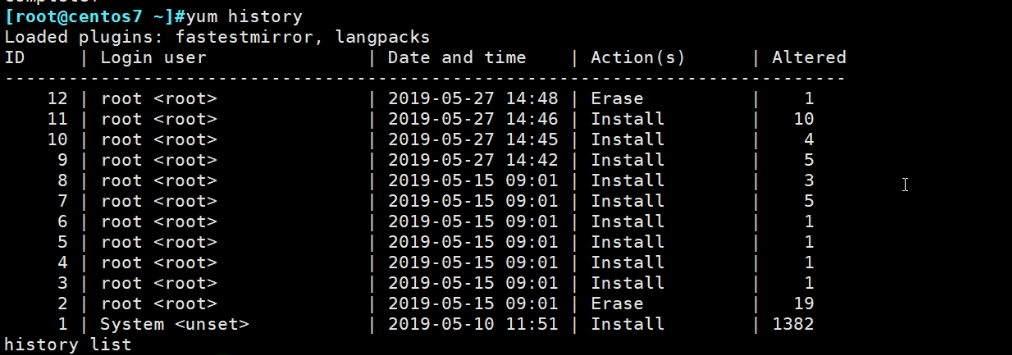 [root@centos7 ~]#yum history
Loaded plugins: fastestmirror, langpacks
ID     | Login user               | Date and time    | Action(s)      | Altered
-------------------------------------------------------------------------------
    12 | root <root>              | 2019-05-27 14:48 | Erase          |    1
    11 | root <root>              | 2019-05-27 14:46 | Install        |   10
    10 | root <root>              | 2019-05-27 14:45 | Install        |    4
     9 | root <root>              | 2019-05-27 14:42 | Install        |    5
     8 | root <root>              | 2019-05-15 09:01 | Install        |    3
     7 | root <root>              | 2019-05-15 09:01 | Install        |    5
     6 | root <root>              | 2019-05-15 09:01 | Install        |    1
     5 | root <root>              | 2019-05-15 09:01 | Install        |    1
     4 | root <root>              | 2019-05-15 09:01 | Install        |    1
     3 | root <root>              | 2019-05-15 09:01 | Install        |    1
     2 | root <root>              | 2019-05-15 09:01 | Erase          |   19
     1 | System <unset>           | 2019-05-10 11:51 | Install        | 1382
history list